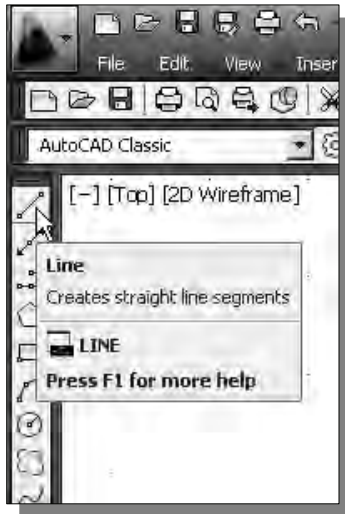 File Edit View Inser
AutoCAD Classic
[−] [Top] [2D Wireframe]
Line
Creates straight line segments
LINE
Press F1 for more help